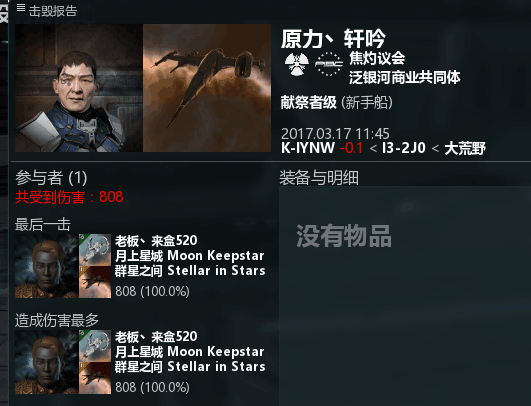 击毁报告
原力、轩吟
焦灼议会
泛银河商业共同体
献祭者级 (新手船)
2017.03.17 11:45
K-IYNW -0.1 < I3-2J0 < 大荒野
参与者 (1)
共受到伤害：808
装备与明细
没有物品
最后一击
老板、来盒520
月上星城 Moon Keepstar
群星之间 Stellar in Stars
808 (100.0%)
造成伤害最多
老板、来盒520
月上星城 Moon Keepstar
群星之间 Stellar in Stars
808 (100.0%)